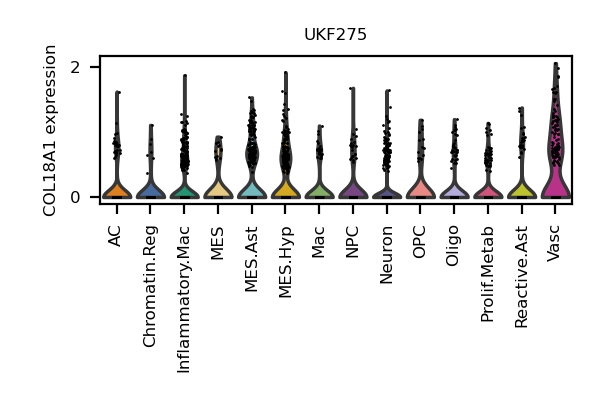 UKF275
COL18A1 expression
2
0
AC
Chromatin.Reg
Inflammatory.Mac
MES
MES.Ast
MES.Hyp
Mac
NPC
Neuron
OPC
Oligo
Prolif.Metab
Reactive.Ast
Vasc